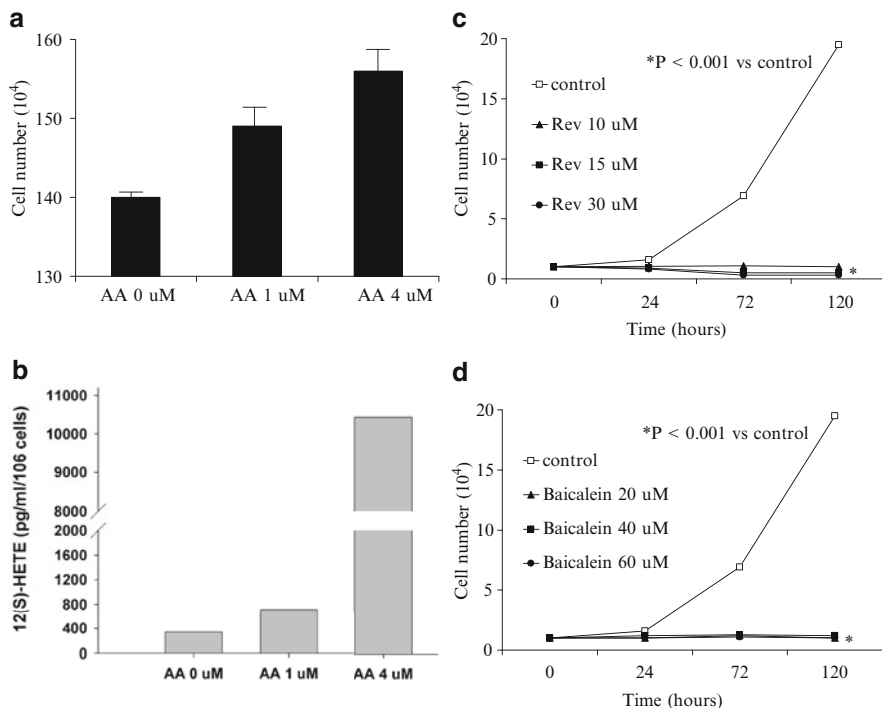 a
160
150
140
130
Cell number (10⁴)
AA 0 uM
AA 1 uM
AA 4 uM
b
11000
10000
9000
8000
2000
1600
1200
800
400
0
12(S)-HETE (pg/ml/106 cells)
AA 0 uM
AA 1 uM
AA 4 uM
c
20
15
10
5
0
Cell number (10⁴)
*P < 0.001 vs control
control
Rev 10 uM
Rev 15 uM
Rev 30 uM
*
0
24
72
120
Time (hours)
d
20
15
10
5
0
Cell number (10⁴)
*P < 0.001 vs control
control
Baicalein 20 uM
Baicalein 40 uM
Baicalein 60 uM
*
0
24
72
120
Time (hours)